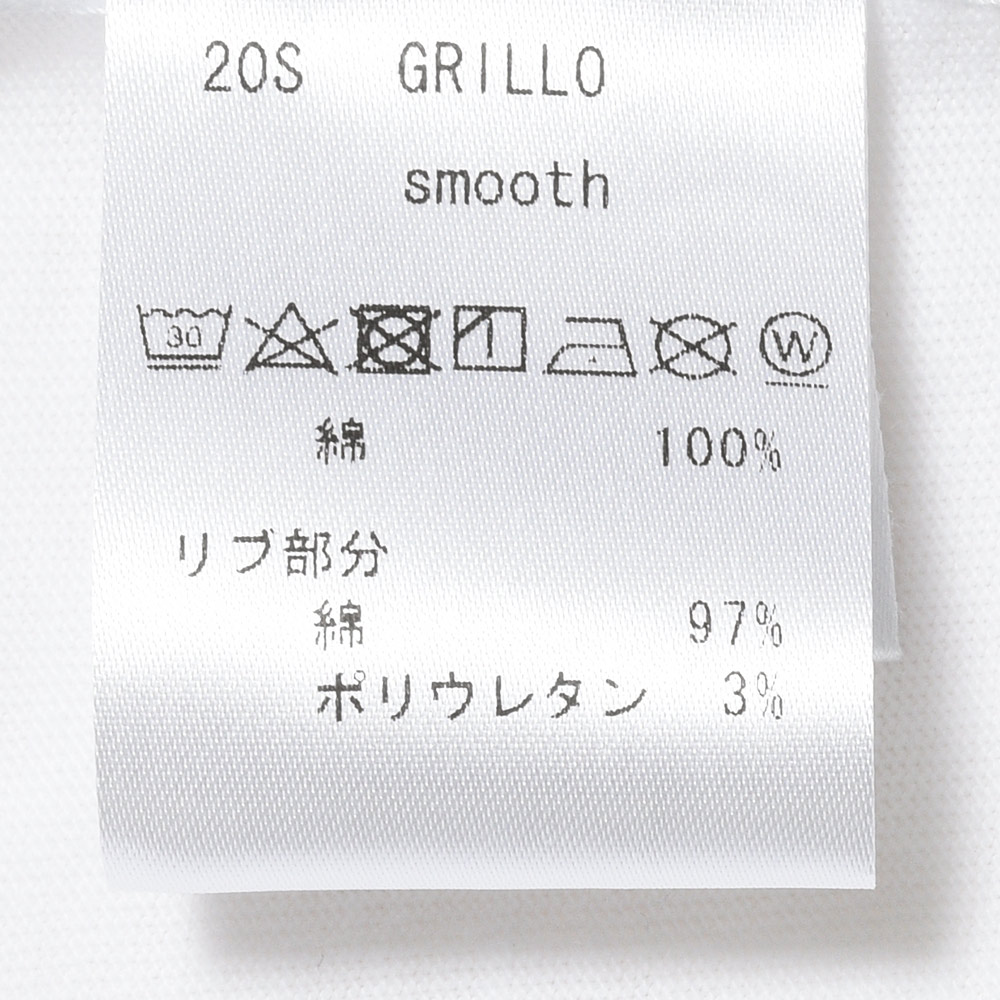 20S GRILLO
smooth
30 W
綿 100%
リブ部分
綿 97%
ポリウレタン 3%